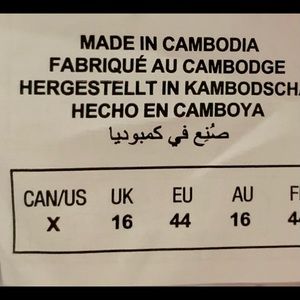 MADE IN CAMBODIA
FABRIQUÉ AU CAMBODGE
HERGESTELLT IN KAMBODSCHA
HECHO EN CAMBOYA
صُنِع في كمبوديا
CAN/US UK EU AU
X 16 44 16